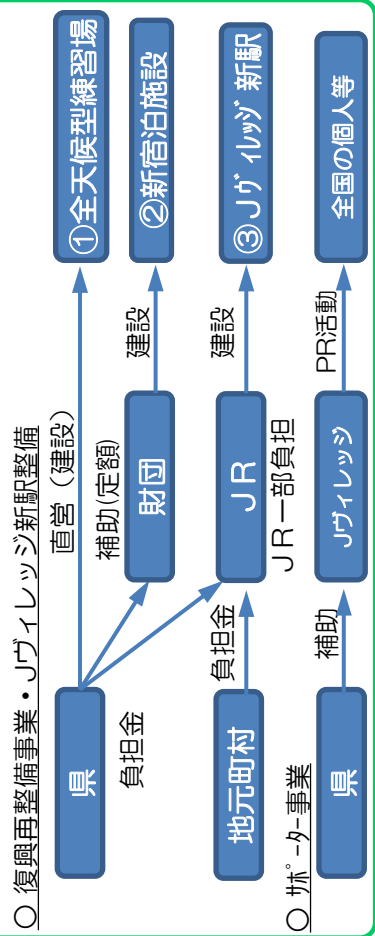 ○ 復興再整備事業・Jヴィレッジ新駅整備
県
直営（建設）
①全天候型練習場
補助(定額)
財団
建設
②新宿泊施設
負担金
地元町村
負担金
JR
JR一部負担
建設
③Jヴィレッジ 新駅
○ サポーター事業
県
補助
Jヴィレッジ
PR活動
全国の個人等